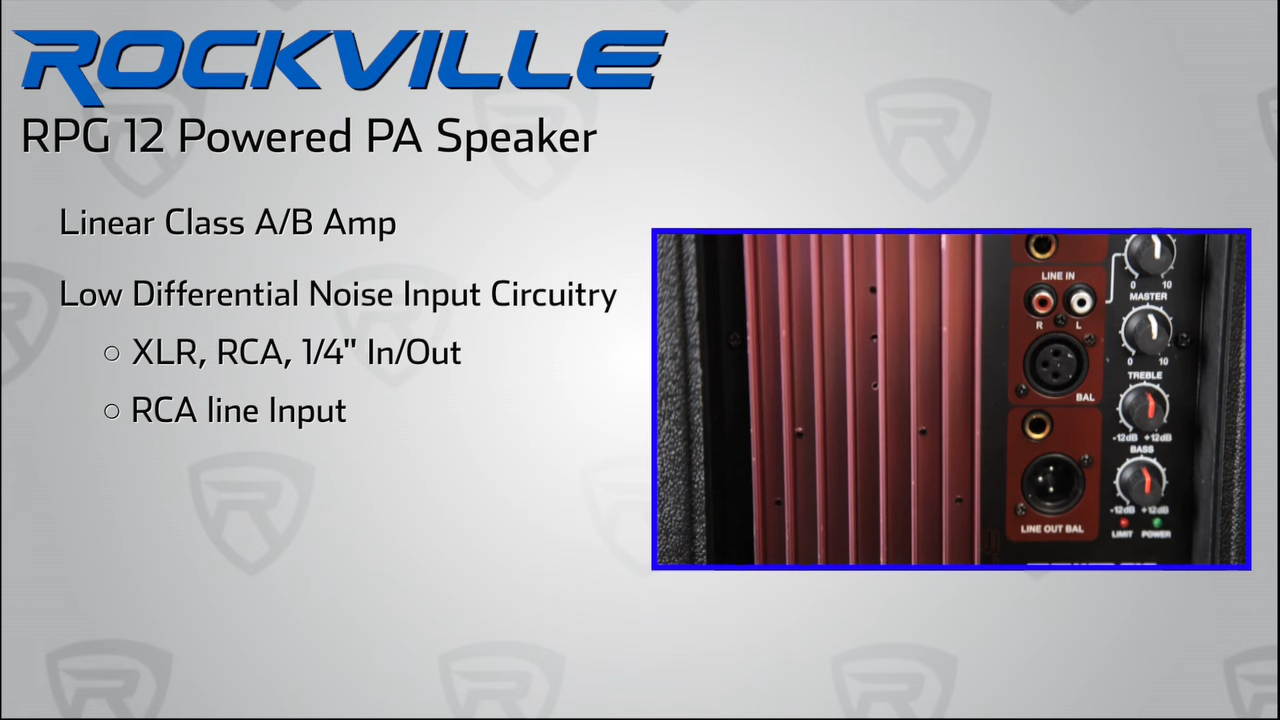 ROCKVILLE
RPG 12 Powered PA Speaker
Linear Class A/B Amp
Low Differential Noise Input Circuitry
○ XLR, RCA, 1/4" In/Out
○ RCA line Input
LINE IN
R L
BAL
LINE OUT BAL
0 10
MASTER
0 10
TREBLE
-12dB +12dB
BASS
-12dB +12dB
LIMIT POWER